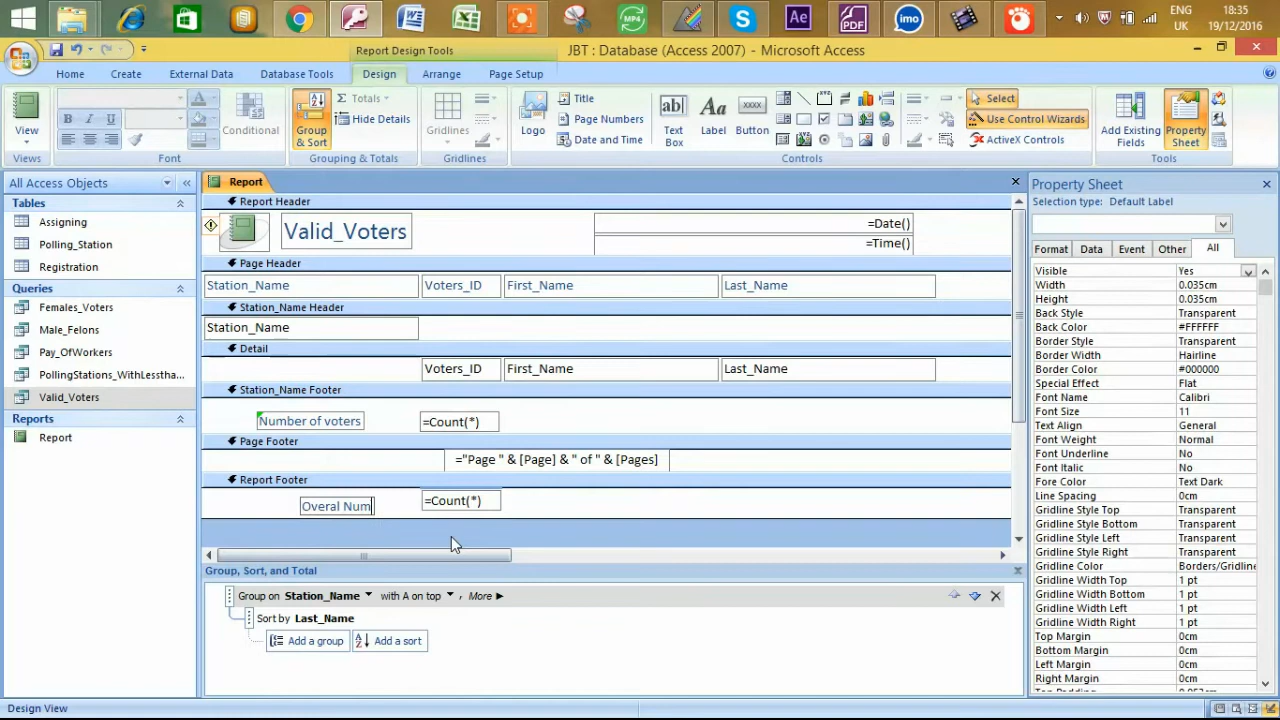 MP4
S
Ae
PDF
imo
ENG
UK
18:35
19/12/2016
Report Design Tools
JBT : Database (Access 2007) - Microsoft Access
Home
Create
External Data
Database Tools
Design
Arrange
Page Setup
View
Views
B I U
Conditional
Font
Group
& Sort
Σ Totals
Hide Details
Grouping & Totals
Gridlines
Gridlines
Logo
Title
Page Numbers
Date and Time
ab|
Text
Box
Aa
Label
xxxx
Button
Controls
Select
Use Control Wizards
ActiveX Controls
Add Existing
Fields
Property
Sheet
Tools
All Access Objects
Tables
Assigning
Polling_Station
Registration
Queries
Females_Voters
Male_Felons
Pay_OfWorkers
PollingStations_WithLesstha...
Valid_Voters
Reports
Report
Report
Report Header
Valid_Voters
=Date()
=Time()
Page Header
Station_Name
Voters_ID
First_Name
Last_Name
Station_Name Header
Station_Name
Detail
Voters_ID
First_Name
Last_Name
Station_Name Footer
Number of voters
=Count(*)
Page Footer
="Page " & [Page] & " of " & [Pages]
Report Footer
Overal Num
=Count(*)
Group, Sort, and Total
Group on Station_Name with A on top , More
Sort by Last_Name
Add a group
Add a sort
Property Sheet
Selection type: Default Label
Format
Data
Event
Other
All
Visible Yes
Width 0.035cm
Height 0.035cm
Back Style Transparent
Back Color #FFFFFF
Border Style Transparent
Border Width Hairline
Border Color #000000
Special Effect Flat
Font Name Calibri
Font Size 11
Text Align General
Font Weight Normal
Font Underline No
Font Italic No
Fore Color Text Dark
Line Spacing 0cm
Gridline Style Top Transparent
Gridline Style Bottom Transparent
Gridline Style Left Transparent
Gridline Style Right Transparent
Gridline Color Borders/Gridline
Gridline Width Top 1 pt
Gridline Width Bottom 1 pt
Gridline Width Left 1 pt
Gridline Width Right 1 pt
Top Margin 0cm
Bottom Margin 0cm
Left Margin 0cm
Right Margin 0cm
Design View